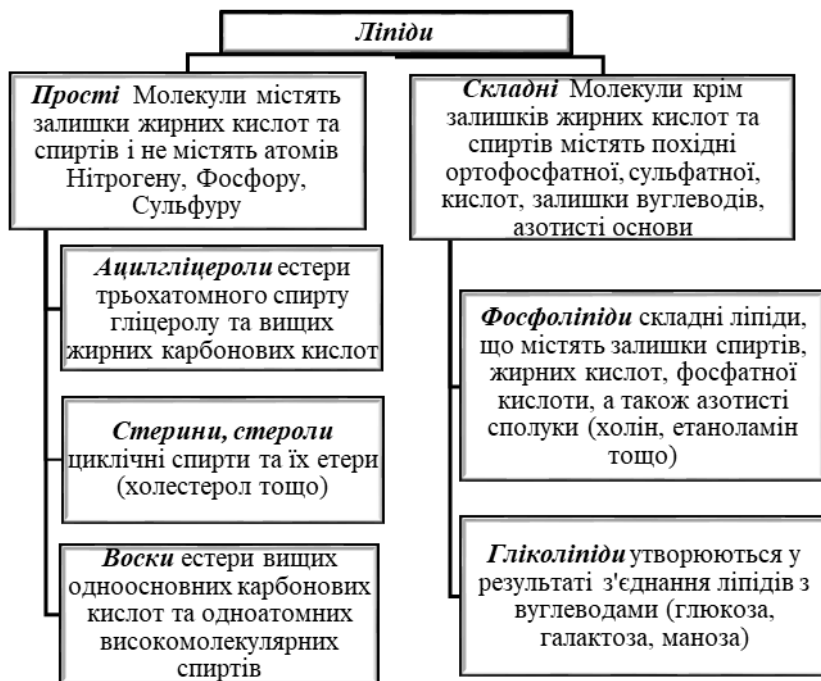 Ліпіди
Прості Молекули містять
залишки жирних кислот та
спиртів і не містять атомів
Нітрогену, Фосфору,
Сульфуру
Ацилгліцероли естери
трьохатомного спирту
гліцеролу та вищих
жирних карбонових кислот
Стерини, стероли
циклічні спирти та їх етери
(холестерол тощо)
Воски естери вищих
одноосновних карбонових
кислот та одноатомних
високомолекулярних
спиртів
Складні Молекули крім
залишків жирних кислот та
спиртів містять похідні
ортофосфатної, сульфатної,
кислот, залишки вуглеводів,
азотисті основи
Фосфоліпіди складні ліпіди,
що містять залишки спиртів,
жирних кислот, фосфатної
кислоти, а також азотисті
сполуки (холін, етаноламін
тощо)
Гліколіпіди утворюються у
результаті з'єднання ліпідів з
вуглеводами (глюкоза,
галактоза, маноза)